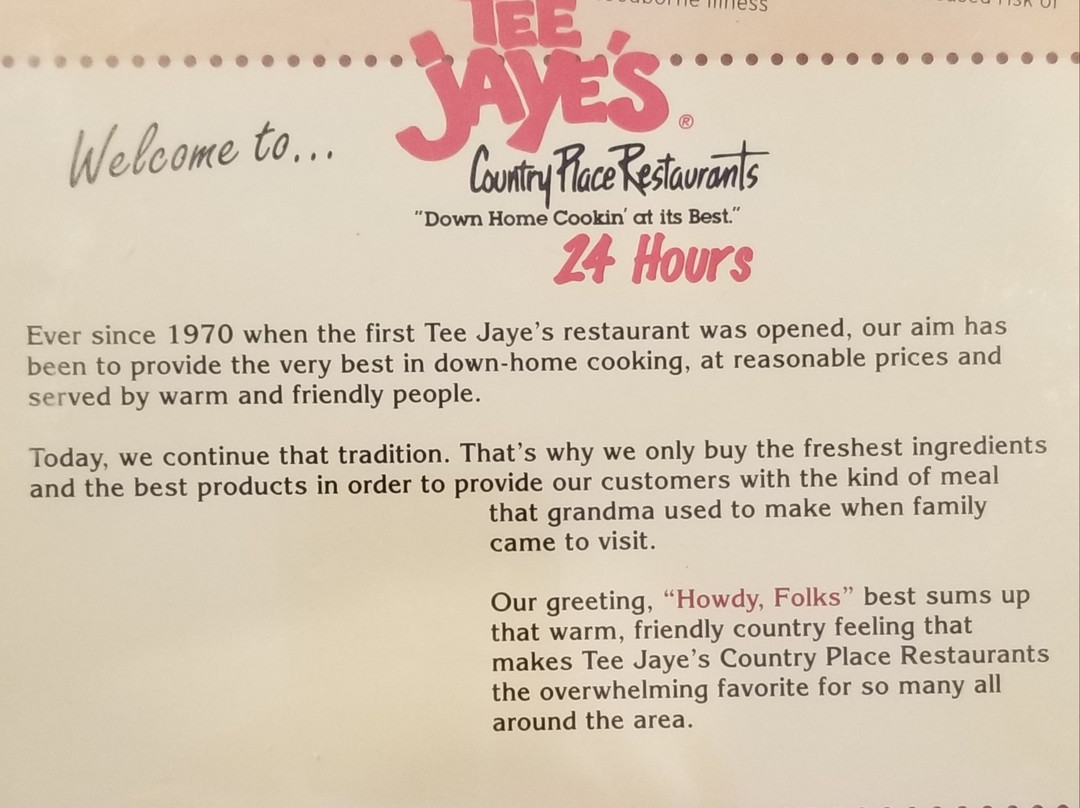 illness
risk of
TEE
JAYE'S ®
Welcome to...
Country Place Restaurants
"Down Home Cookin' at its Best."
24 Hours
Ever since 1970 when the first Tee Jaye's restaurant was opened, our aim has
been to provide the very best in down-home cooking, at reasonable prices and
served by warm and friendly people.
Today, we continue that tradition. That's why we only buy the freshest ingredients
and the best products in order to provide our customers with the kind of meal
that grandma used to make when family
came to visit.
Our greeting, "Howdy, Folks" best sums up
that warm, friendly country feeling that
makes Tee Jaye's Country Place Restaurants
the overwhelming favorite for so many all
around the area.